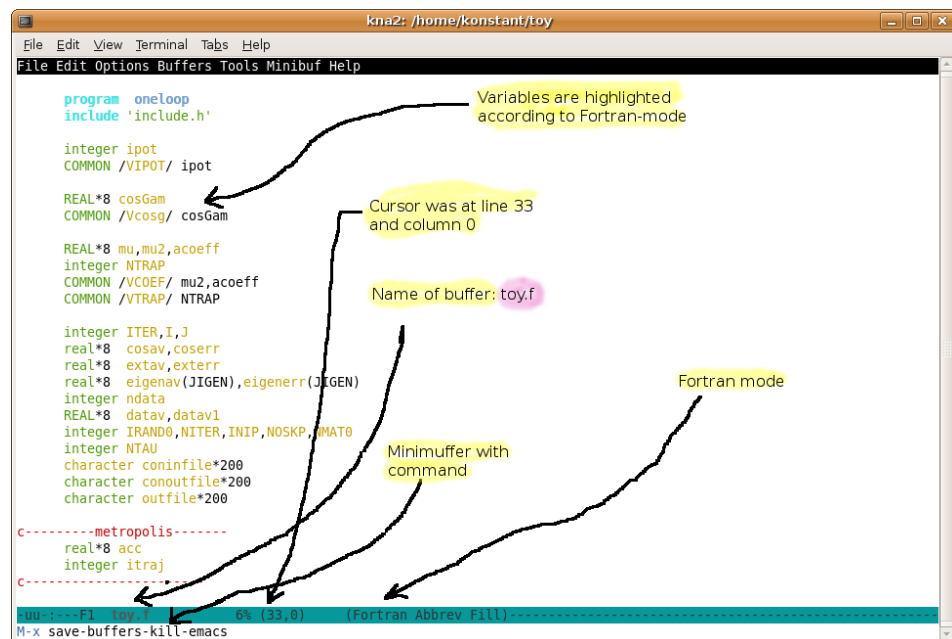 kna2: /home/konstant/toy
File Edit View Terminal Tabs Help
File Edit Options Buffers Tools Minibuf Help
program oneloop
include 'include.h'
integer ipot
COMMON /VIPOT/ ipot
REAL*8 cosGam
COMMON /Vcosg/ cosGam
REAL*8 mu,mu2,acoeff
integer NTRAP
COMMON /VCOEF/ mu2,acoeff
COMMON /VTRAP/ NTRAP
integer ITER,I,J
real*8 cosav,coserr
real*8 extav,exterr
real*8 eigenav(JIGEN),eigenerr(JIGEN)
integer ndata
REAL*8 datav,datav1
integer IRAND0,NITER,INIP,NOSKP,NMAT0
integer NTAU
character coninfile*200
character conoutfile*200
character outfile*200
c---------metropolis-------
real*8 acc
integer itraj
c--------------------
-uu-:---F1 toy.f 6% (33,0) (Fortran Abbrev Fill)------------------------------------------------------
M-x save-buffers-kill-emacs
Variables are highlighted
according to Fortran-mode
Cursor was at line 33
and column 0
Name of buffer: toy.f
Fortran mode
Minimuffer with
command